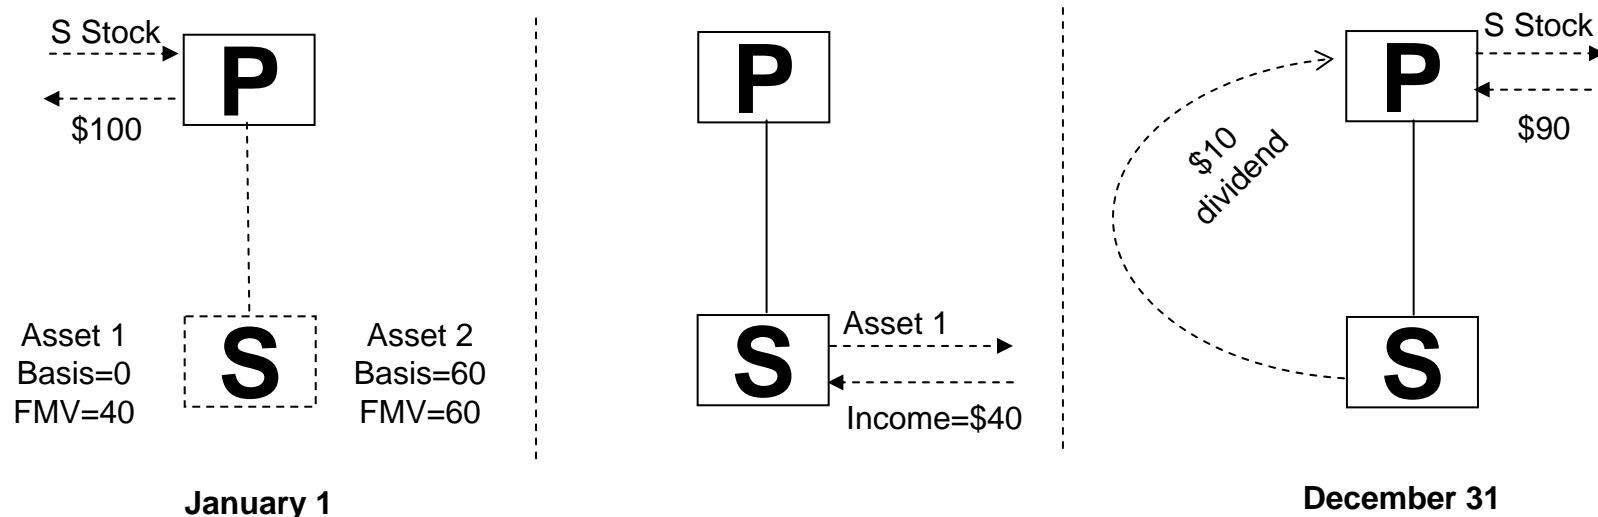 S Stock
P
$100
Asset 1
Basis=0
FMV=40
S
Asset 2
Basis=60
FMV=60
January 1
P
S
Asset 1
Income=$40
S Stock
P
$90
$10
dividend
S
December 31